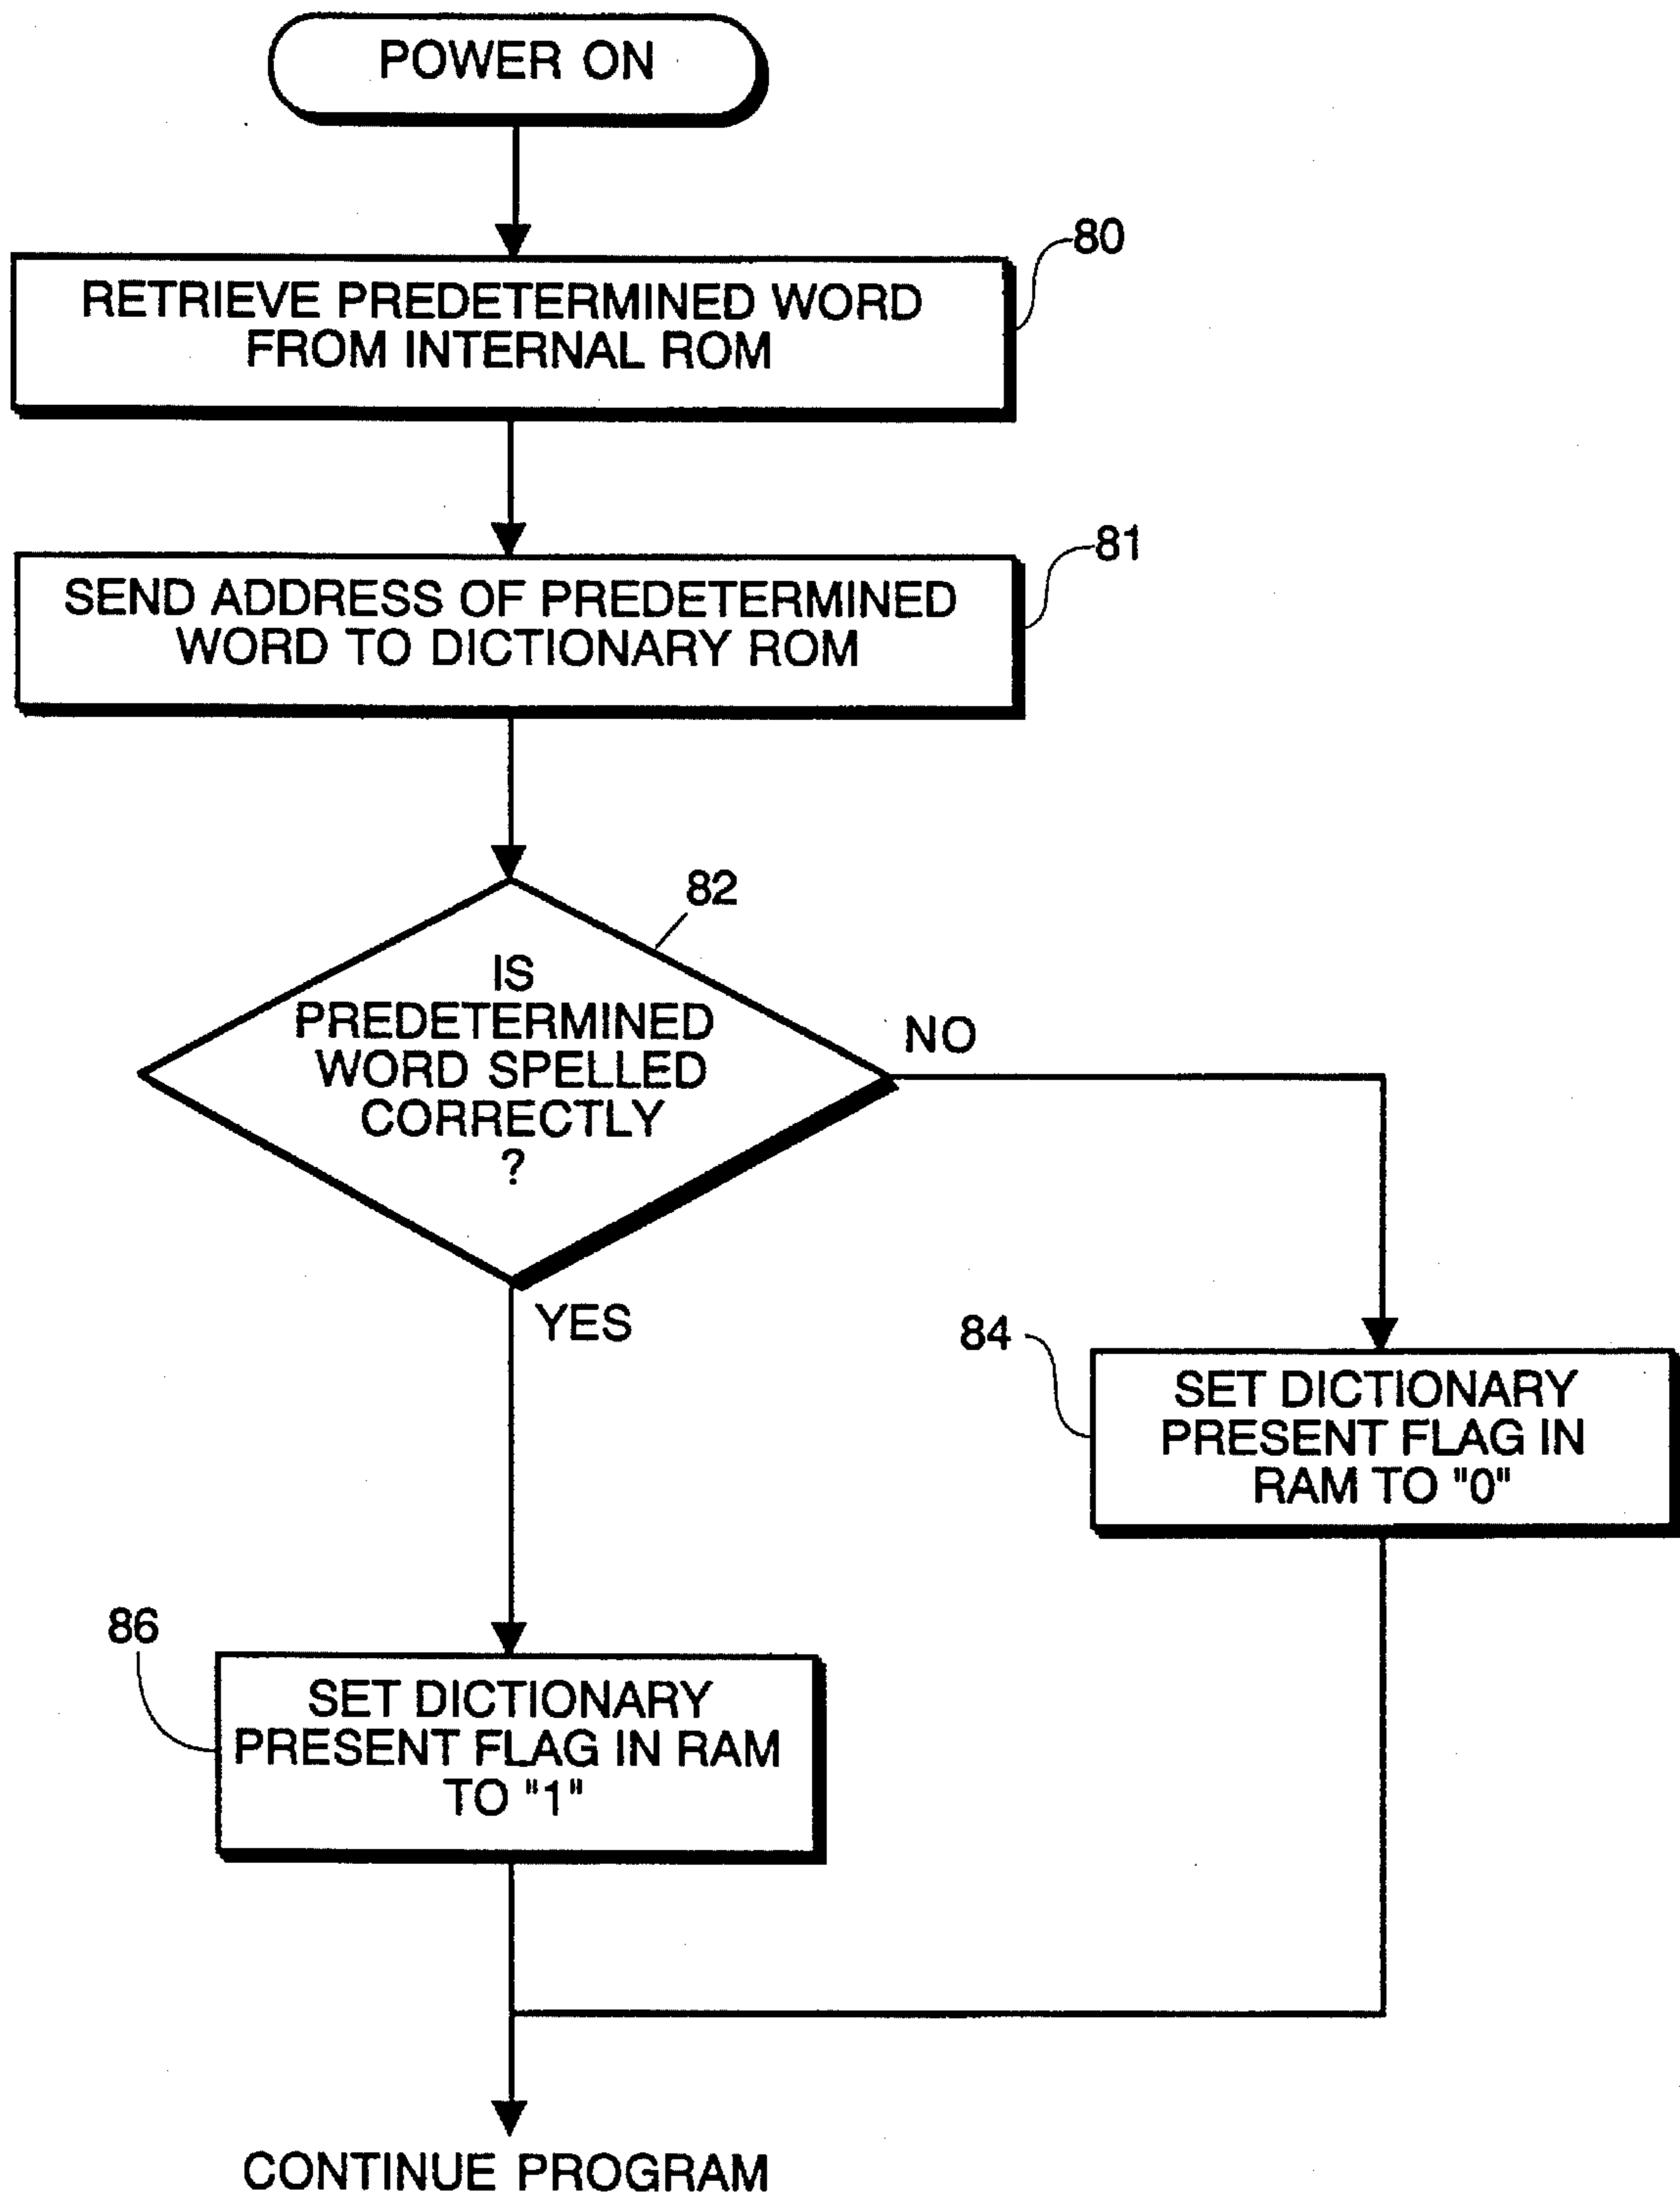 POWER ON
80
RETRIEVE PREDETERMINED WORD
FROM INTERNAL ROM
81
SEND ADDRESS OF PREDETERMINED
WORD TO DICTIONARY ROM
82
IS
PREDETERMINED
WORD SPELLED
CORRECTLY
?
NO
YES
84
SET DICTIONARY
PRESENT FLAG IN
RAM TO "0"
86
SET DICTIONARY
PRESENT FLAG IN RAM
TO "1"
CONTINUE PROGRAM